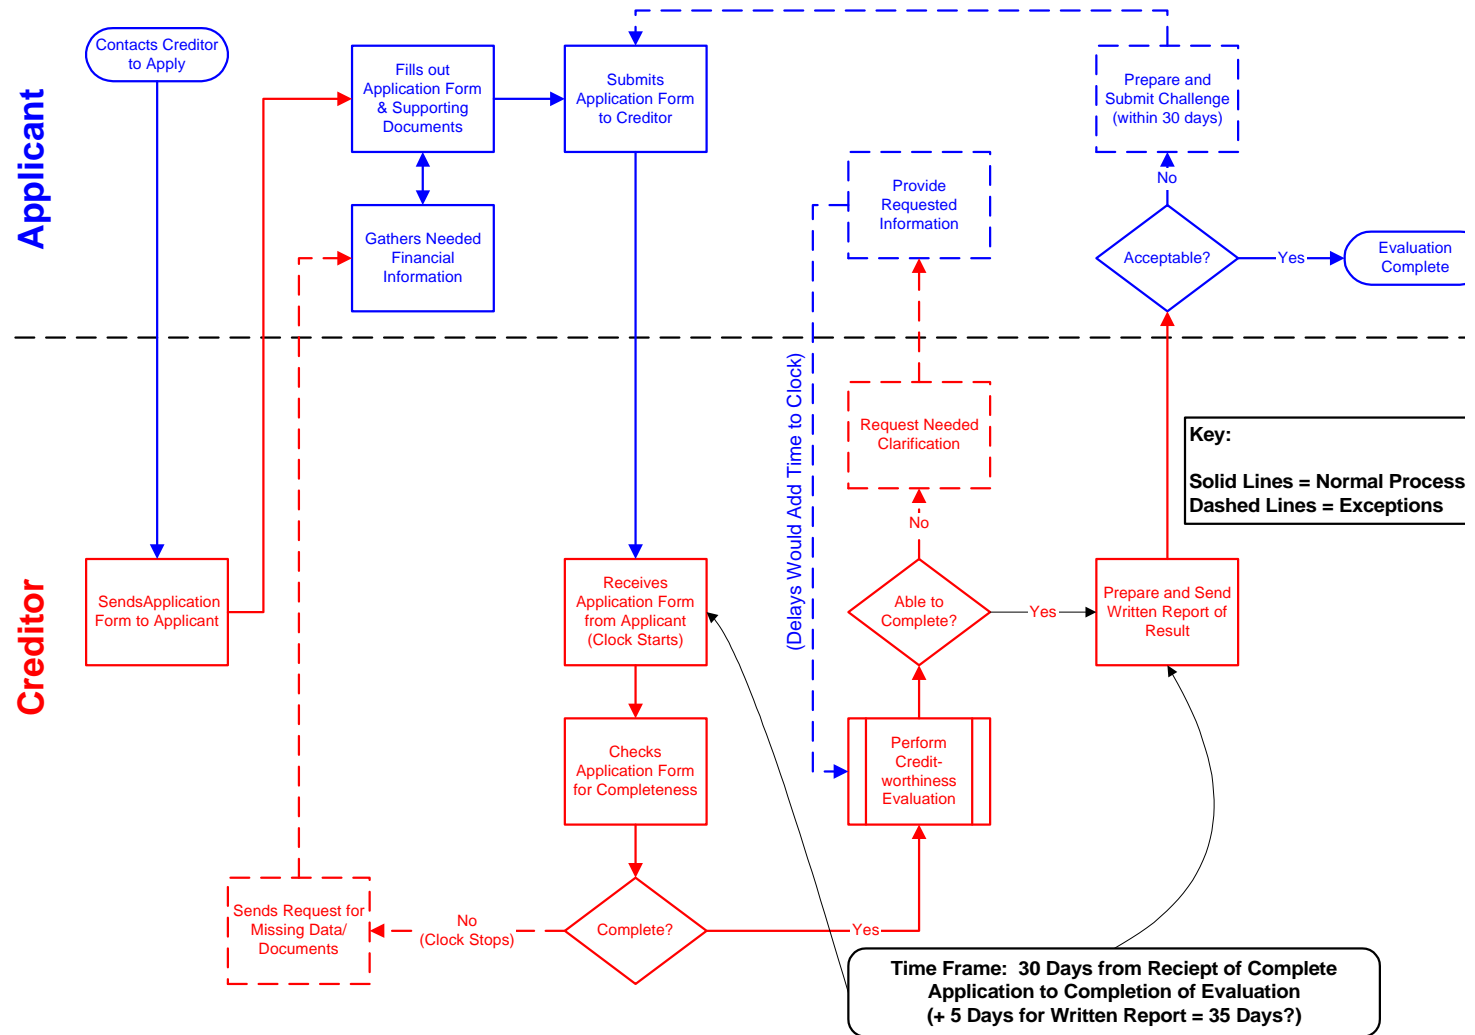 Applicant
Contacts Creditor
to Apply
Fills out
Application Form
& Supporting
Documents
Submits
Application Form
to Creditor
Prepare and
Submit Challenge
(within 30 days)
Provide
Requested
Information
No
Gathers Needed
Financial
Information
Acceptable?
Yes
Evaluation
Complete
(Delays Would Add Time to Clock)
Request Needed
Clarification
Key:
Solid Lines = Normal Process
Dashed Lines = Exceptions
No
Creditor
SendsApplication
Form to Applicant
Receives
Application Form
from Applicant
(Clock Starts)
Able to
Complete?
Yes
Prepare and Send
Written Report of
Result
Checks
Application Form
for Completeness
Perform
Credit-
worthiness
Evaluation
Sends Request for
Missing Data/
Documents
No
(Clock Stops)
Complete?
Yes
Time Frame:  30 Days from Reciept of Complete
Application to Completion of Evaluation
(+ 5 Days for Written Report = 35 Days?)